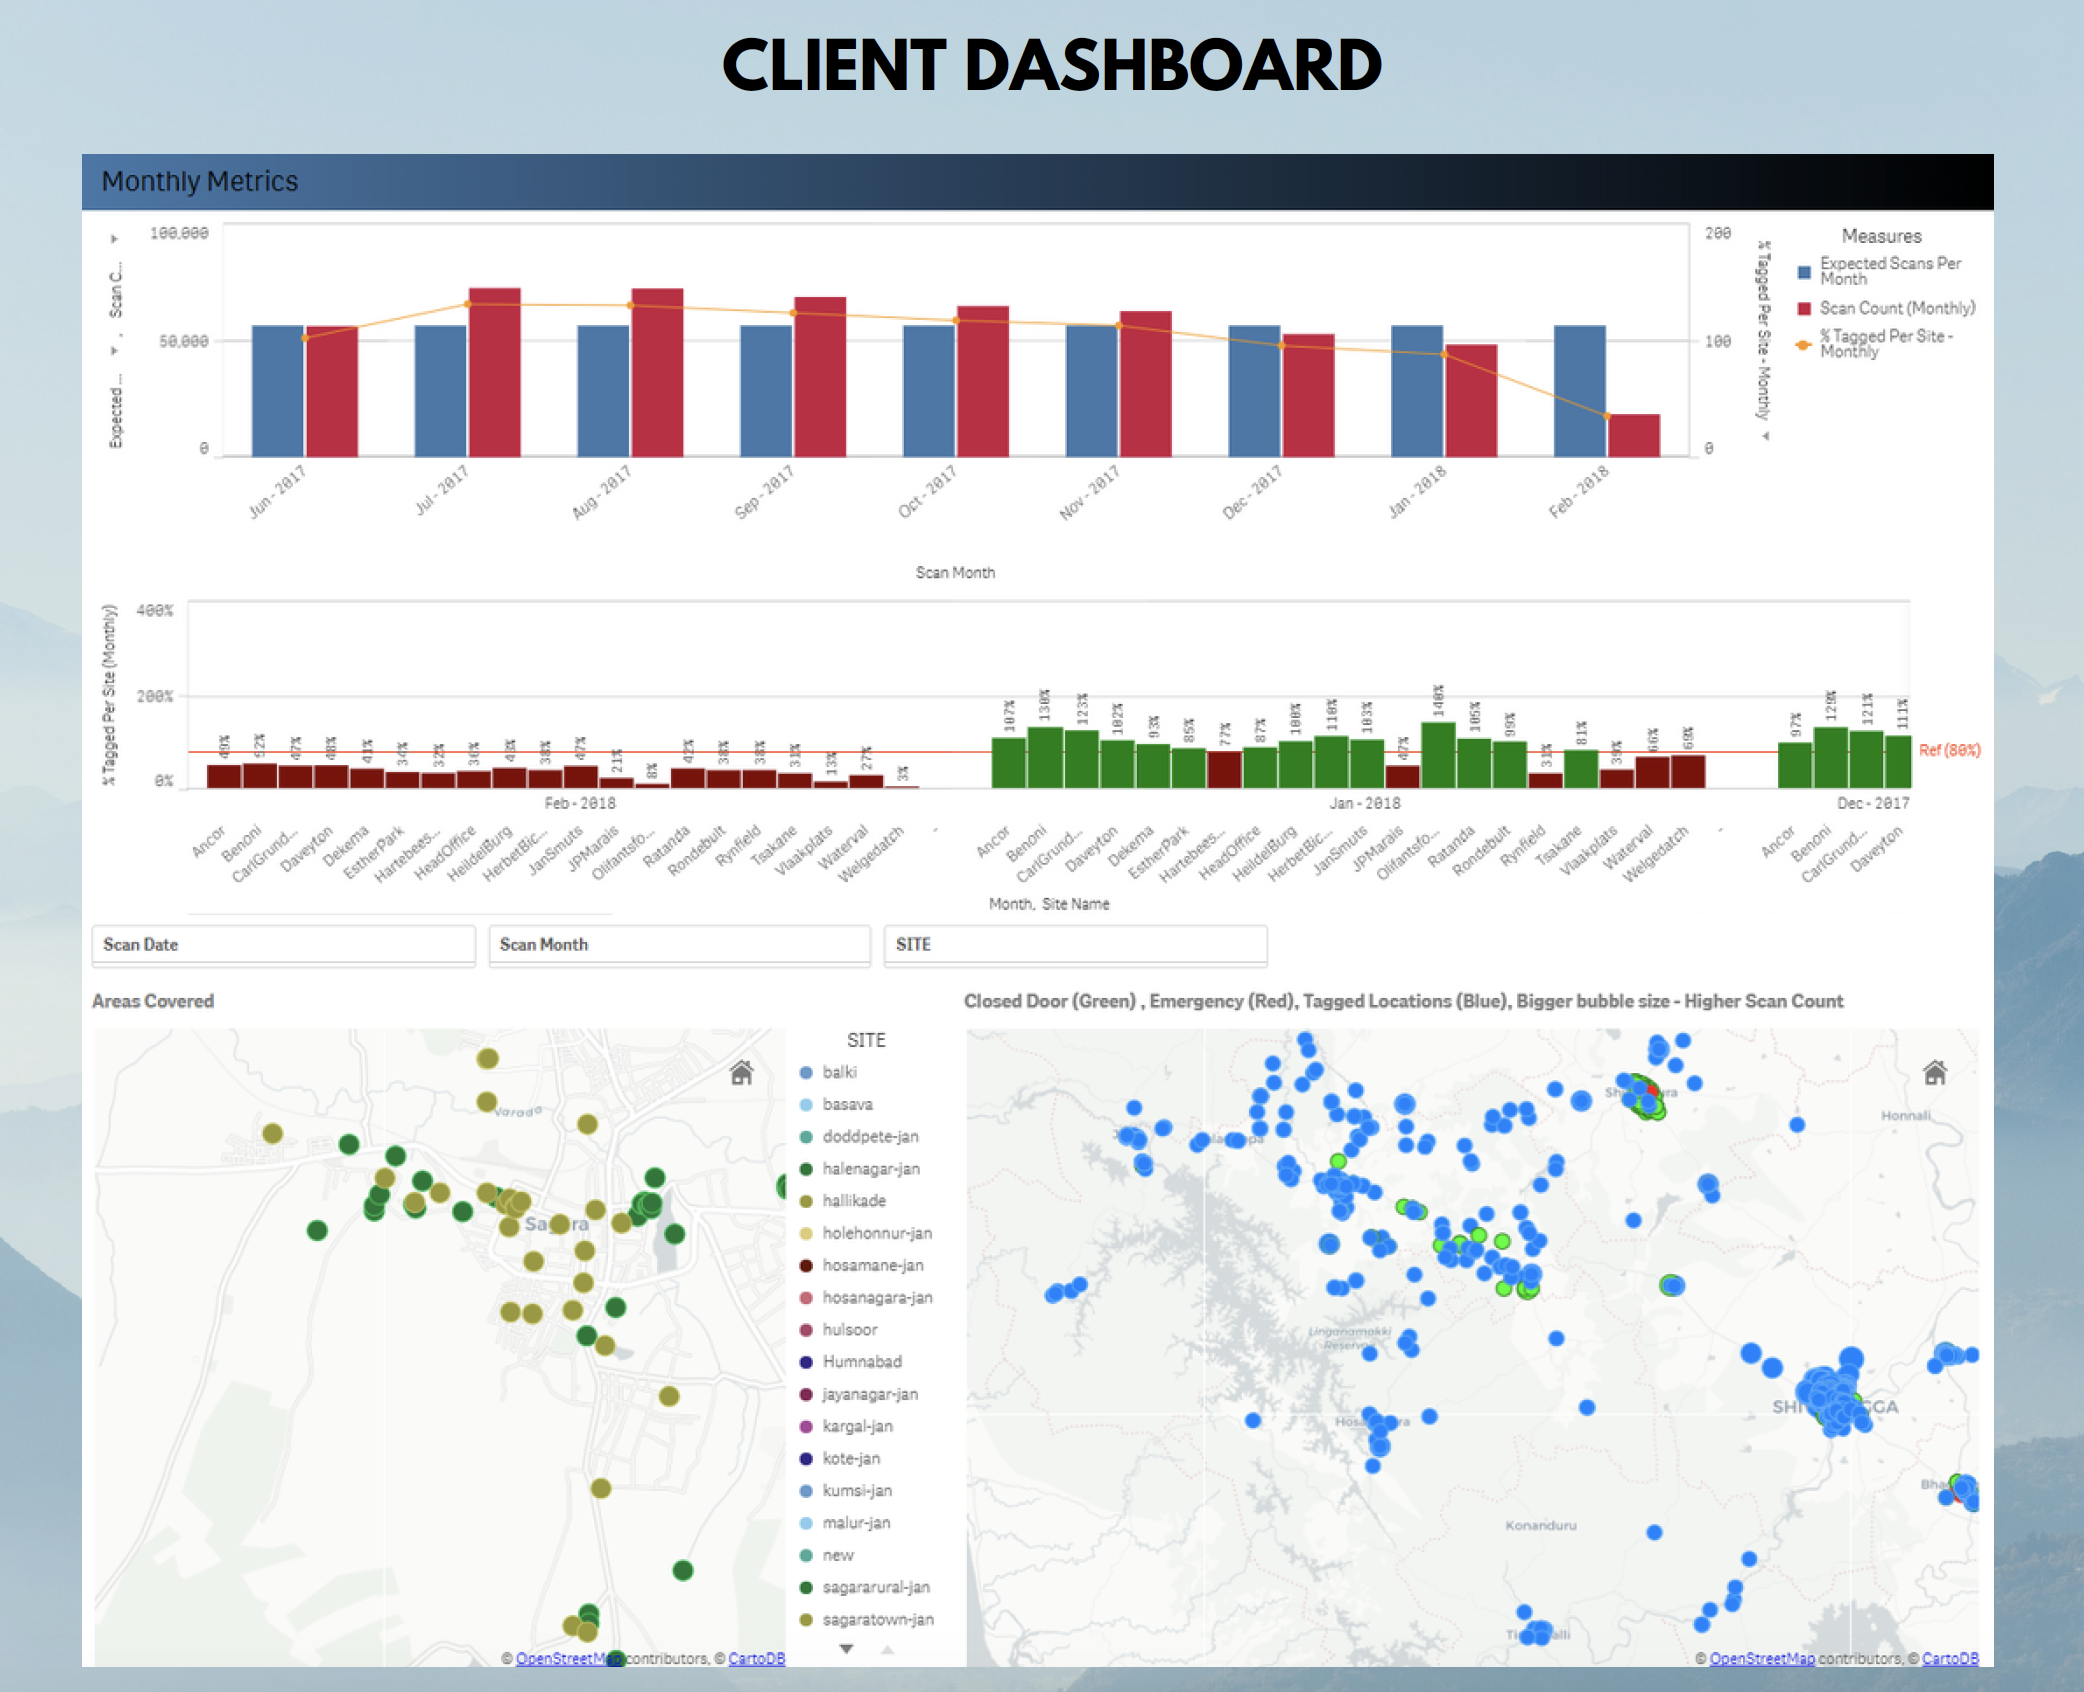 CLIENT DASHBOARD
Monthly Metrics
100,000
50,000
0
Expected ... , Scan C...
200
100
0
% Tagged Per Site - Monthly
Measures
Expected Scans Per
Month
Scan Count (Monthly)
% Tagged Per Site -
Monthly
Jun - 2017
Jul - 2017
Aug - 2017
Sep - 2017
Oct - 2017
Nov - 2017
Dec - 2017
Jan - 2018
Feb - 2018
Scan Month
% Tagged Per Site (Monthly)
400%
200%
0%
49% 52% 47% 48% 41% 34% 32% 36% 43% 38% 47% 21% 8% 42% 38% 38% 31% 13% 27% 3%
107% 130% 123% 102% 93% 85% 77% 87% 100% 110% 103% 47% 140% 105% 99% 31% 81% 39% 66% 69%
97% 129% 121% 111%
Ref (80%)
Feb - 2018
Jan - 2018
Dec - 2017
Ancor Benoni CarlGrund... Daveyton Dekema EstherPark Hartebees... HeadOffice HeildelBurg HerbetBic... JanSmuts JPMarais Olifantsfo... Ratanda Rondebult Rynfield Tsakane Vlaakplats Waterval Welgedatch -
Ancor Benoni CarlGrund... Daveyton Dekema EstherPark Hartebees... HeadOffice HeildelBurg HerbetBic... JanSmuts JPMarais Olifantsfo... Ratanda Rondebult Rynfield Tsakane Vlaakplats Waterval Welgedatch -
Ancor Benoni CarlGrund... Daveyton
Month, Site Name
Scan Date
Scan Month
SITE
Areas Covered
Varada
© OpenStreetMap contributors, © CartoDB
SITE
balki
basava
doddpete-jan
halenagar-jan
hallikade
holehonnur-jan
hosamane-jan
hosanagara-jan
hulsoor
Humnabad
jayanagar-jan
kargal-jan
kote-jan
kumsi-jan
malur-jan
new
sagararural-jan
sagaratown-jan
Closed Door (Green) , Emergency (Red), Tagged Locations (Blue), Bigger bubble size - Higher Scan Count
Honnali
Linganamakki
Reservoir
Konanduru
© OpenStreetMap contributors, © CartoDB